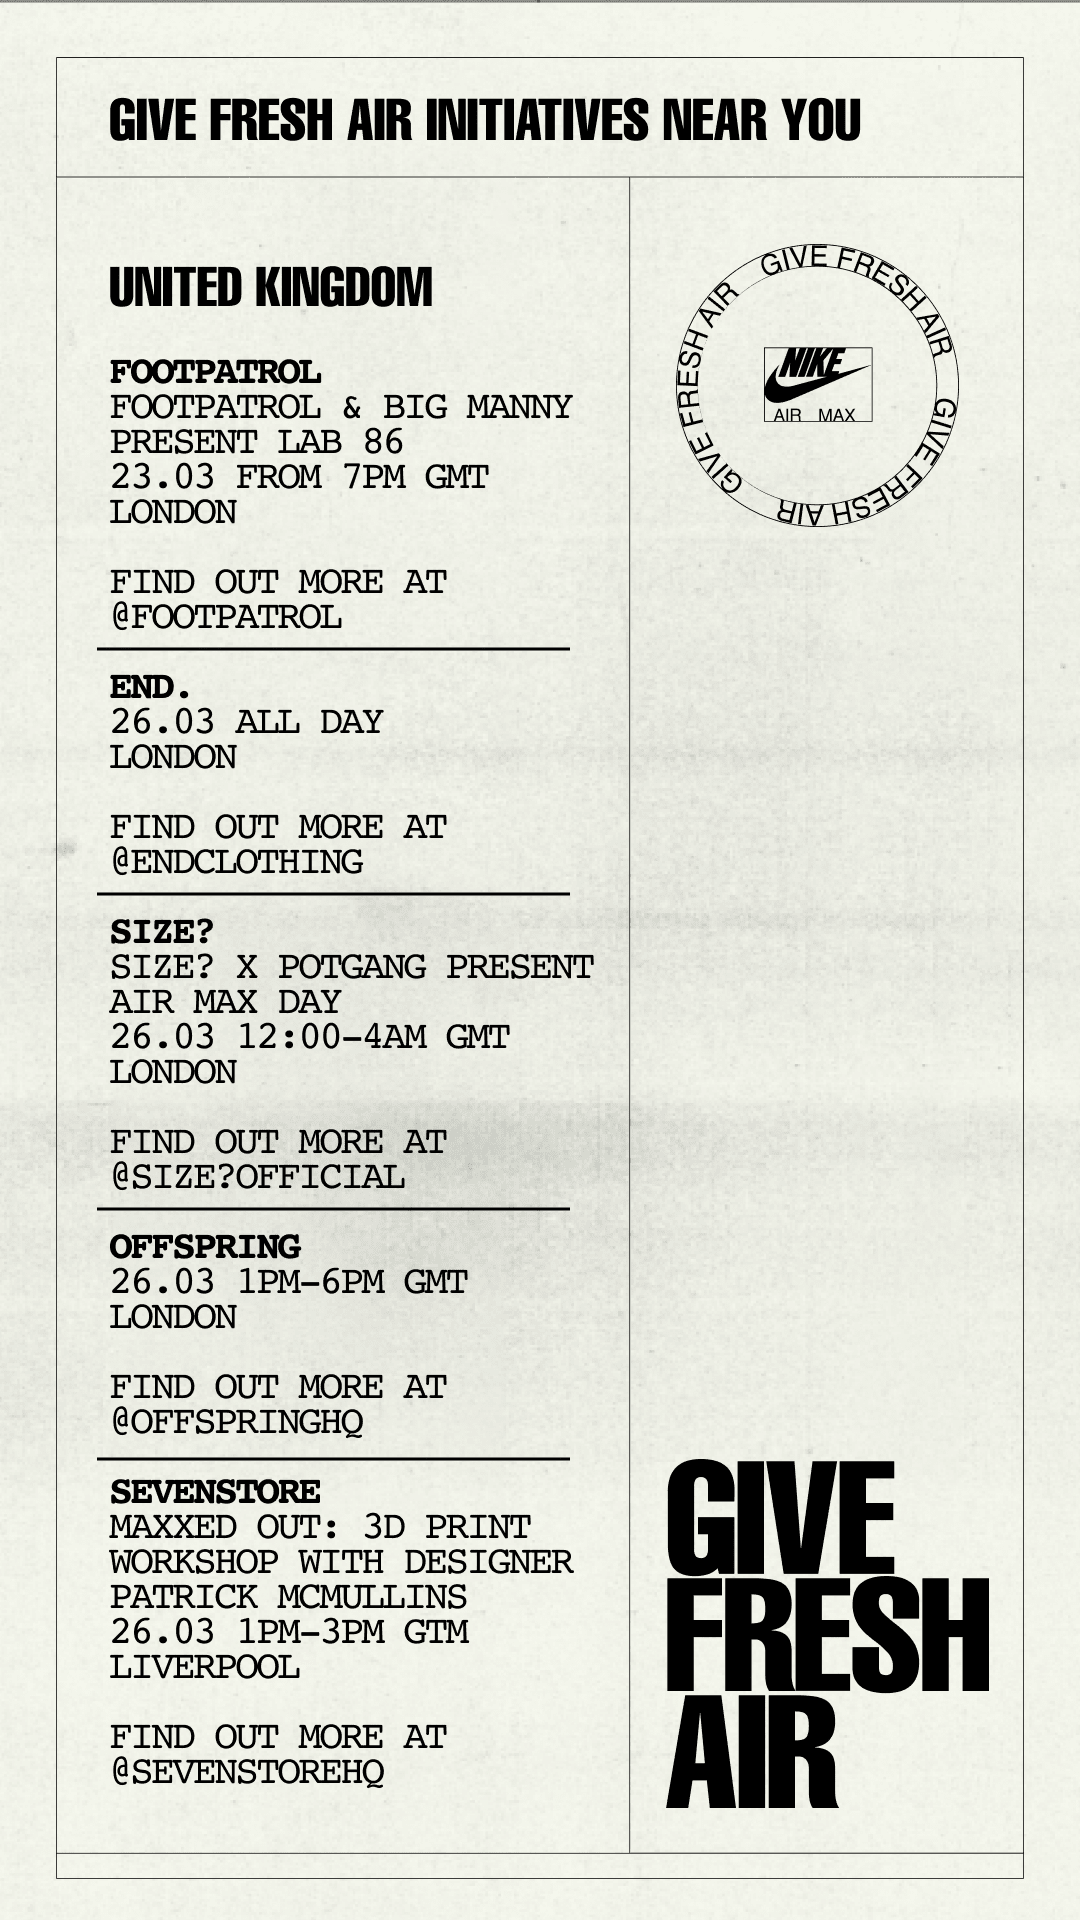 GIVE FRESH AIR INITIATIVES NEAR YOU
UNITED KINGDOM
FOOTPATROL
FOOTPATROL & BIG MANNY
PRESENT LAB 86
23.03 FROM 7PM GMT
LONDON
FIND OUT MORE AT
@FOOTPATROL
END.
26.03 ALL DAY
LONDON
FIND OUT MORE AT
@ENDCLOTHING
SIZE?
SIZE? X POTGANG PRESENT
AIR MAX DAY
26.03 12:00-4AM GMT
LONDON
FIND OUT MORE AT
@SIZE?OFFICIAL
OFFSPRING
26.03 1PM-6PM GMT
LONDON
FIND OUT MORE AT
@OFFSPRINGHQ
SEVENSTORE
MAXXED OUT: 3D PRINT
WORKSHOP WITH DESIGNER
PATRICK MCMULLINS
26.03 1PM-3PM GTM
LIVERPOOL
FIND OUT MORE AT
@SEVENSTOREHQ
GIVE FRESH AIR GIVE FRESH AIR GIVE FRESH AIR
NIKE
AIR MAX
GIVE
FRESH
AIR